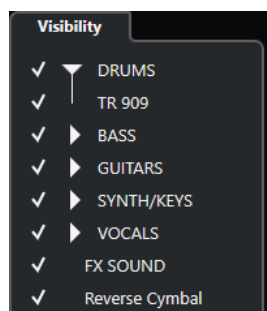 Visibility
DRUMS
TR 909
BASS
GUITARS
SYNTH/KEYS
VOCALS
FX SOUND
Reverse Cymbal